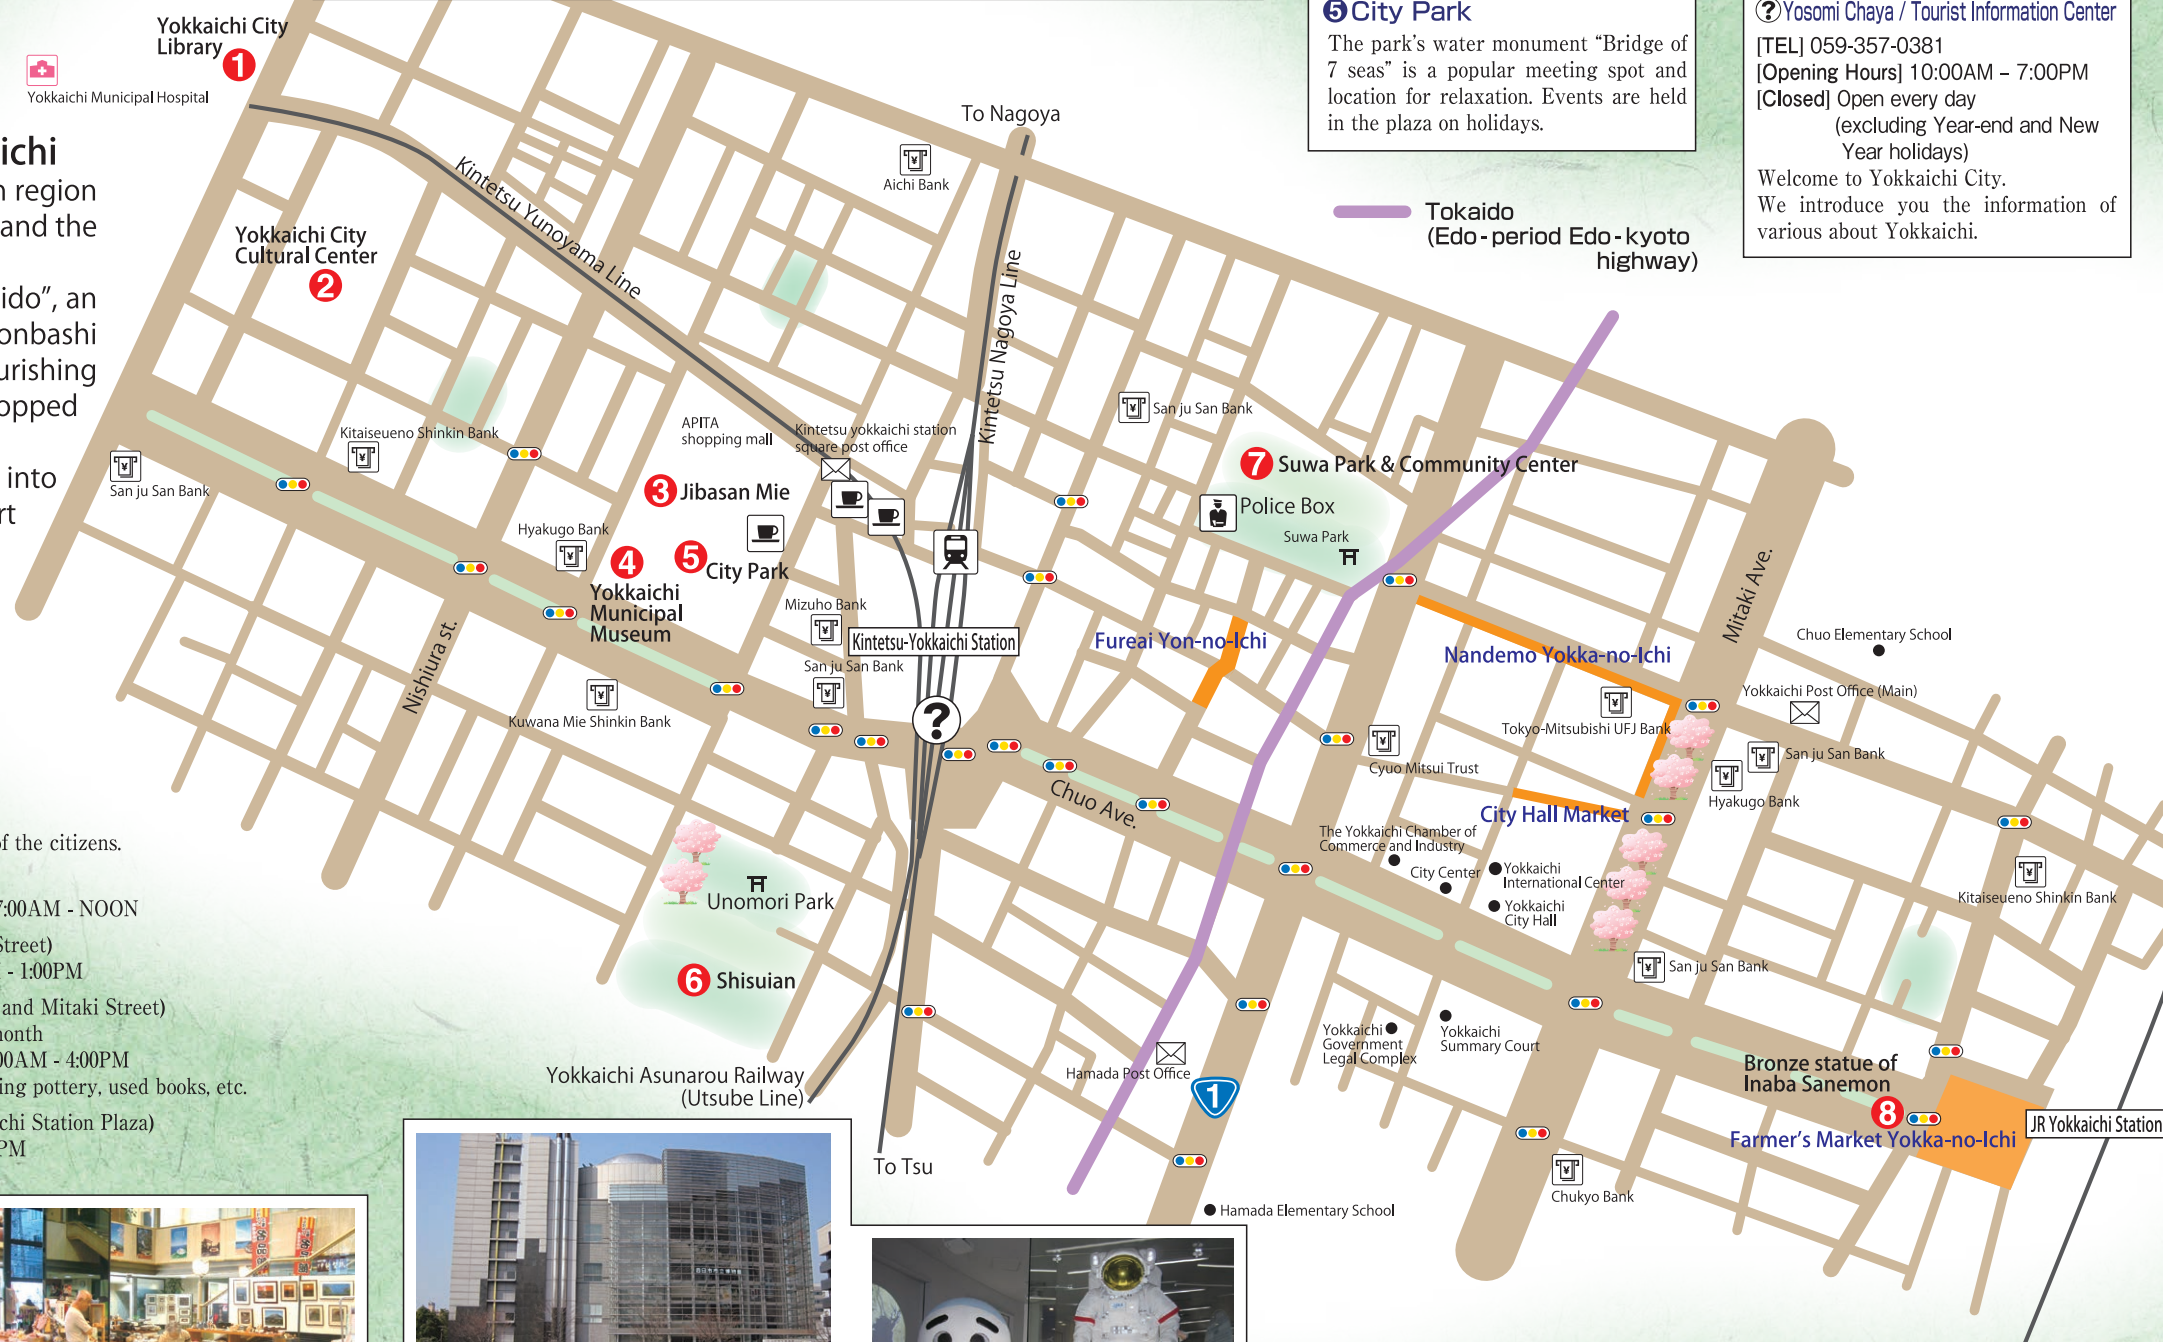 Yokkaichi City
Library
1
Yokkaichi Municipal Hospital
ichi
n region
and the
ido”, an
onbashi
urishing
opped
into
rt
of the citizens.
7:00AM - NOON
Street)
- 1:00PM
and Mitaki Street)
month
00AM - 4:00PM
ing pottery, used books, etc.
chi Station Plaza)
PM
5 City Park
The park's water monument “Bridge of
7 seas” is a popular meeting spot and
location for relaxation. Events are held
in the plaza on holidays.
? Yosomi Chaya / Tourist Information Center
[TEL] 059-357-0381
[Opening Hours] 10:00AM – 7:00PM
[Closed] Open every day
(excluding Year-end and New
Year holidays)
Welcome to Yokkaichi City.
We introduce you the information of
various about Yokkaichi.
Tokaido
(Edo-period Edo-kyoto
highway)
To Nagoya
Aichi Bank
Kintetsu Yunoyama Line
Kintetsu Nagoya Line
Yokkaichi City
Cultural Center
2
Kitaiseueno Shinkin Bank
San ju San Bank
APITA
shopping mall
Kintetsu yokkaichi station
square post office
3 Jibasan Mie
Hyakugo Bank
4
Yokkaichi
Municipal
Museum
5
City Park
Mizuho Bank
Kintetsu-Yokkaichi Station
San ju San Bank
?
Nishiura st.
Kuwana Mie Shinkin Bank
San ju San Bank
7 Suwa Park & Community Center
Police Box
Suwa Park
Fureai Yon-no-Ichi
Nandemo Yokka-no-Ichi
Mitaki Ave.
Chuo Elementary School
Yokkaichi Post Office (Main)
Tokyo-Mitsubishi UFJ Bank
San ju San Bank
Hyakugo Bank
Cyuo Mitsui Trust
City Hall Market
Chuo Ave.
The Yokkaichi Chamber of
Commerce and Industry
City Center
Yokkaichi
International Center
Yokkaichi
City Hall
Kitaiseueno Shinkin Bank
San ju San Bank
Unomori Park
6 Shisuian
Yokkaichi
Government
Legal Complex
Yokkaichi
Summary Court
Hamada Post Office
1
Yokkaichi Asunarou Railway
(Utsube Line)
To Tsu
Bronze statue of
Inaba Sanemon
8
Farmer's Market Yokka-no-Ichi
JR Yokkaichi Station
Chukyo Bank
Hamada Elementary School